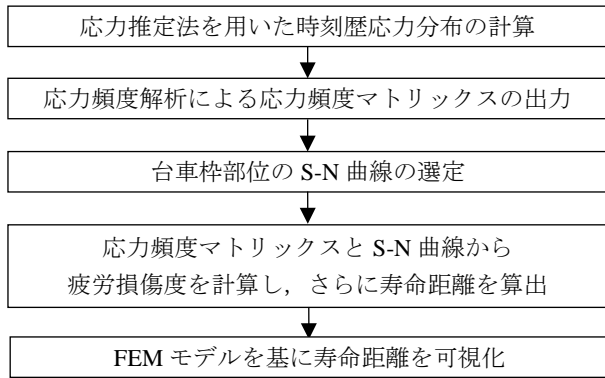 応力推定法を用いた時刻歴応力分布の計算
応力頻度解析による応力頻度マトリックスの出力
台車枠部位の S-N 曲線の選定
応力頻度マトリックスと S-N 曲線から
疲労損傷度を計算し，さらに寿命距離を算出
FEM モデルを基に寿命距離を可視化